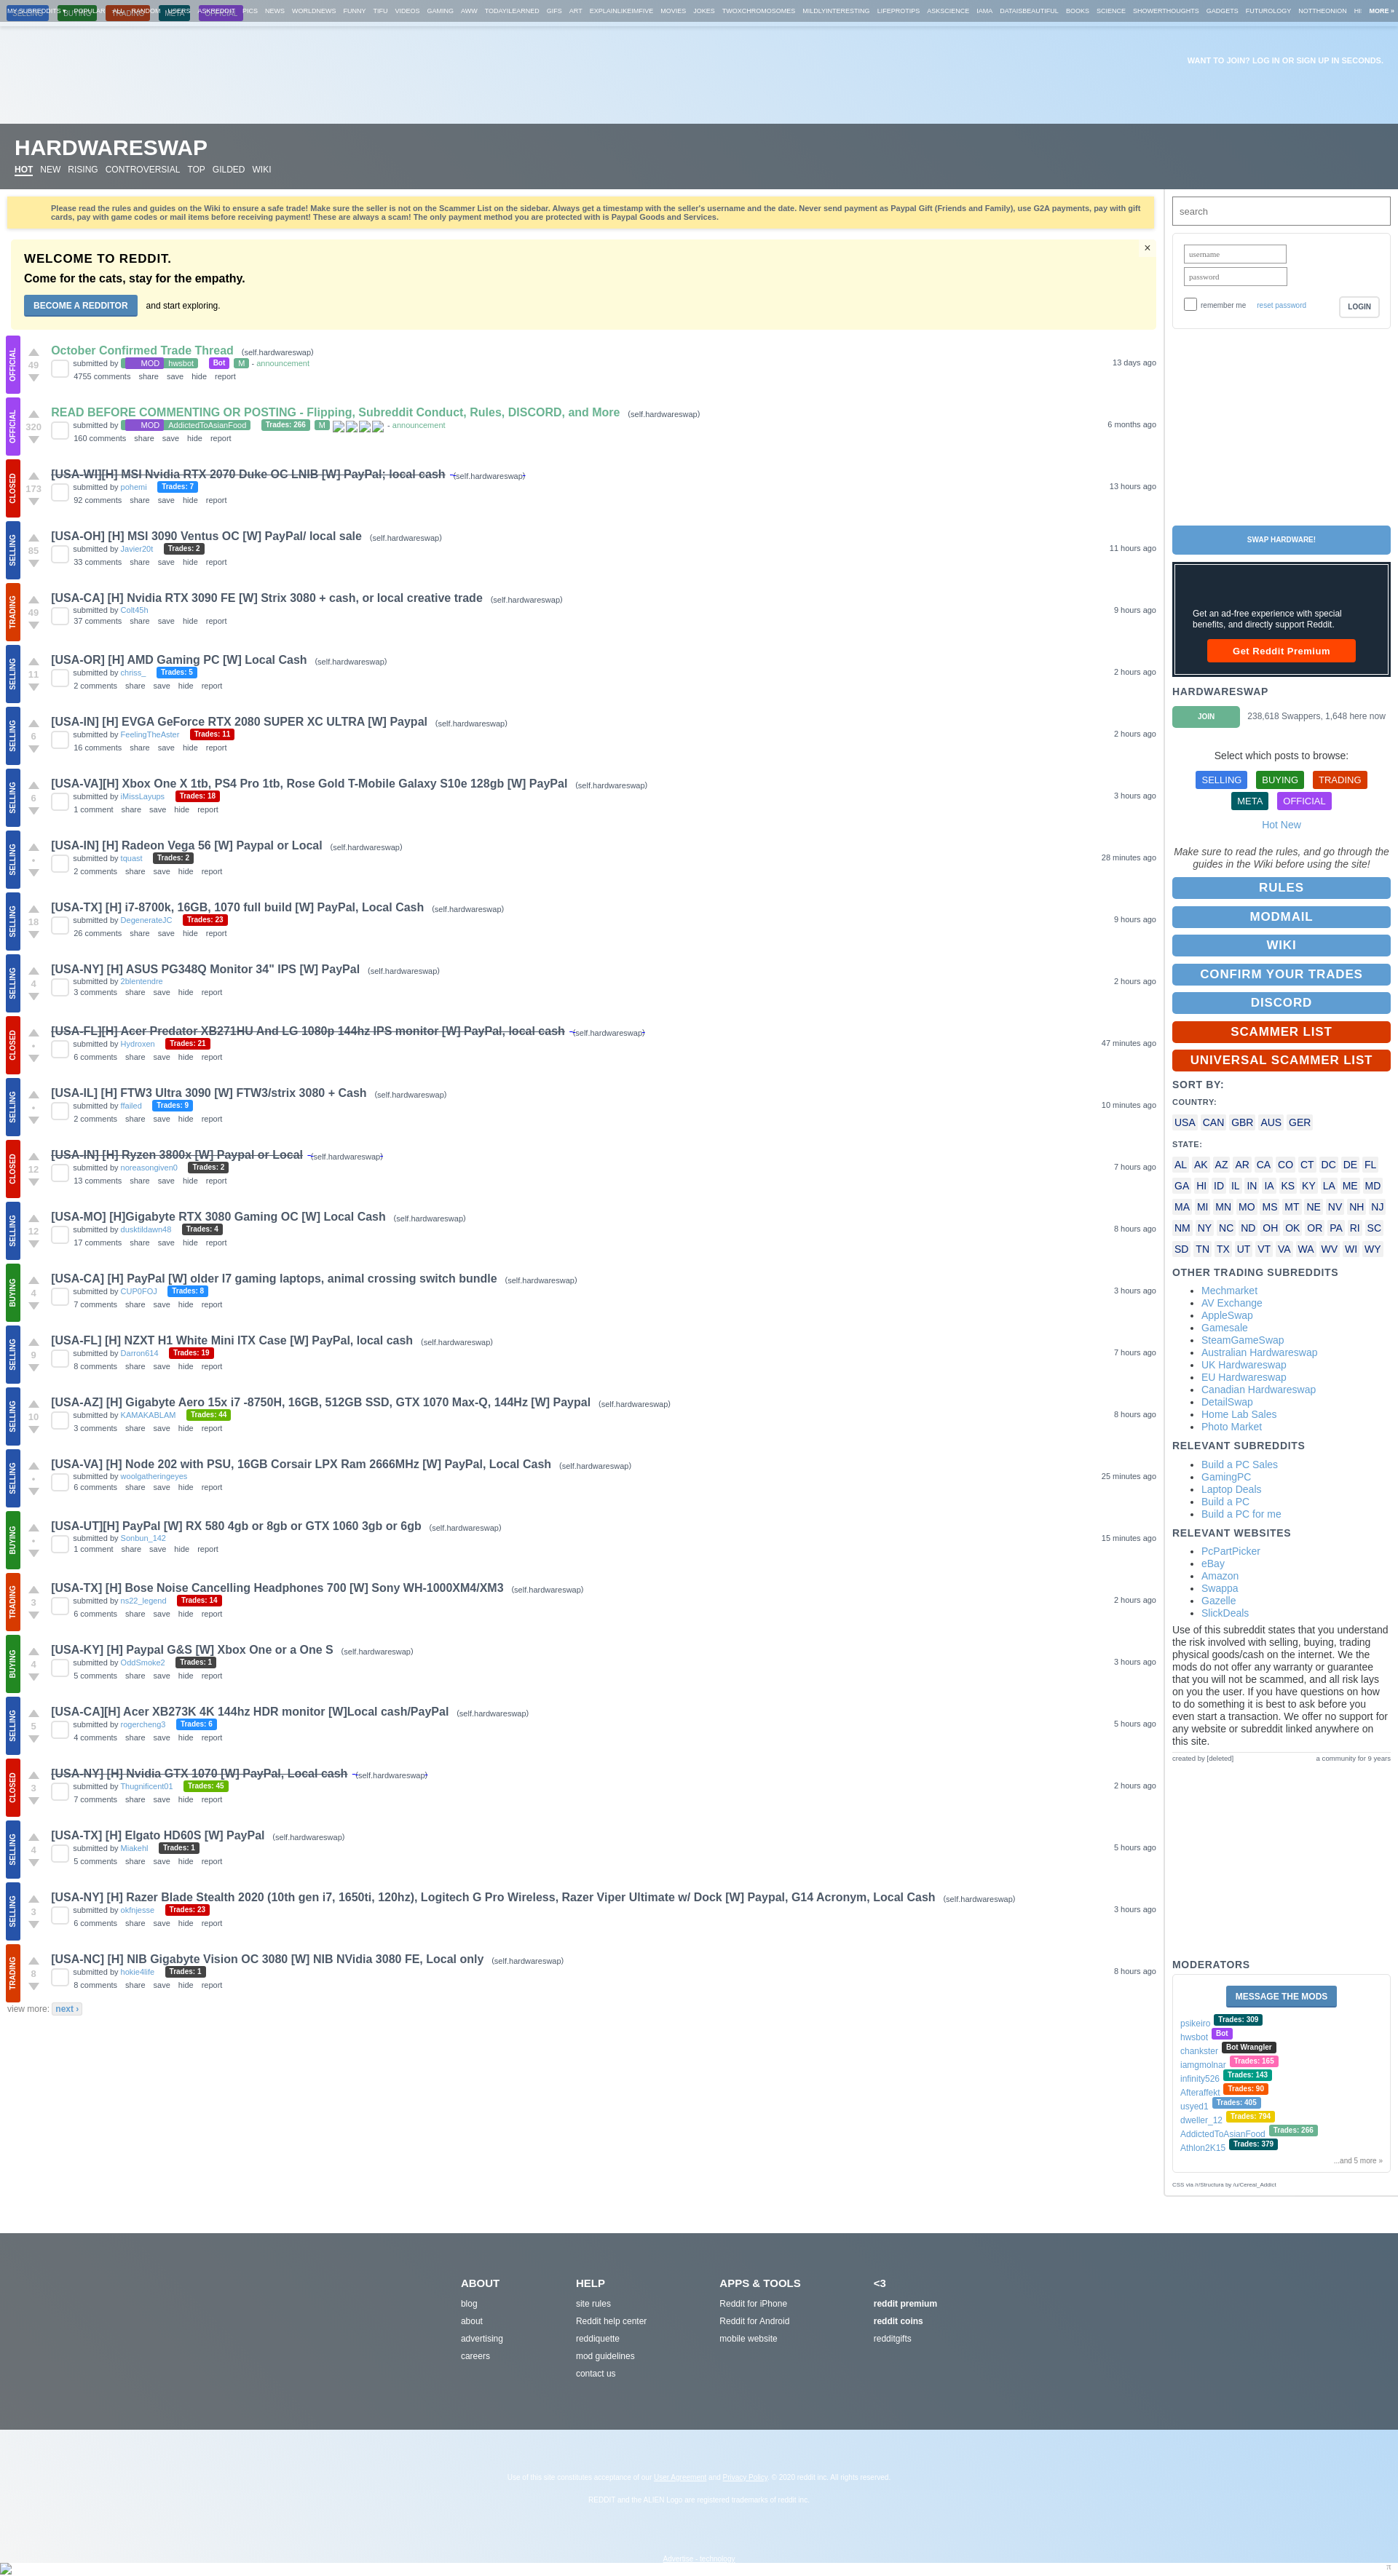 MY SUBREDDITS ▾ POPULAR ALL RANDOM USERS ASKREDDIT PICS NEWS WORLDNEWS FUNNY TIFU VIDEOS GAMING AWW TODAYILEARNED GIFS ART EXPLAINLIKEIMFIVE MOVIES JOKES TWOXCHROMOSOMES MILDLYINTERESTING LIFEPROTIPS ASKSCIENCE IAMA DATAISBEAUTIFUL BOOKS SCIENCE SHOWERTHOUGHTS GADGETS FUTUROLOGY NOTTHEONION HI MORE »
SELLING BUYING TRADING META OFFICIAL
WANT TO JOIN? LOG IN OR SIGN UP IN SECONDS.
HARDWARESWAP
HOT NEW RISING CONTROVERSIAL TOP GILDED WIKI
Please read the rules and guides on the Wiki to ensure a safe trade! Make sure the seller is not on the Scammer List on the sidebar. Always get a timestamp with the seller's username and the date. Never send payment as Paypal Gift (Friends and Family), use G2A payments, pay with gift
cards, pay with game codes or mail items before receiving payment! These are always a scam! The only payment method you are protected with is Paypal Goods and Services.
×
WELCOME TO REDDIT.
Come for the cats, stay for the empathy.
BECOME A REDDITOR and start exploring.
OFFICIAL
49
October Confirmed Trade Thread (self.hardwareswap)
submitted by MOD hwsbot Bot M - announcement
13 days ago
4755 comments share save hide report
OFFICIAL
320
READ BEFORE COMMENTING OR POSTING - Flipping, Subreddit Conduct, Rules, DISCORD, and More (self.hardwareswap)
submitted by MOD AddictedToAsianFood Trades: 266 M - announcement
6 months ago
160 comments share save hide report
CLOSED
173
[USA-WI][H] MSI Nvidia RTX 2070 Duke OC LNIB [W] PayPal; local cash (self.hardwareswap)
submitted by pohemi Trades: 7
13 hours ago
92 comments share save hide report
SELLING
85
[USA-OH] [H] MSI 3090 Ventus OC [W] PayPal/ local sale (self.hardwareswap)
submitted by Javier20t Trades: 2
11 hours ago
33 comments share save hide report
TRADING
49
[USA-CA] [H] Nvidia RTX 3090 FE [W] Strix 3080 + cash, or local creative trade (self.hardwareswap)
submitted by Colt45h
9 hours ago
37 comments share save hide report
SELLING
11
[USA-OR] [H] AMD Gaming PC [W] Local Cash (self.hardwareswap)
submitted by chriss_ Trades: 5
2 hours ago
2 comments share save hide report
SELLING
6
[USA-IN] [H] EVGA GeForce RTX 2080 SUPER XC ULTRA [W] Paypal (self.hardwareswap)
submitted by FeelingTheAster Trades: 11
2 hours ago
16 comments share save hide report
SELLING
6
[USA-VA][H] Xbox One X 1tb, PS4 Pro 1tb, Rose Gold T-Mobile Galaxy S10e 128gb [W] PayPal (self.hardwareswap)
submitted by iMissLayups Trades: 18
3 hours ago
1 comment share save hide report
SELLING
•
[USA-IN] [H] Radeon Vega 56 [W] Paypal or Local (self.hardwareswap)
submitted by tquast Trades: 2
28 minutes ago
2 comments share save hide report
SELLING
18
[USA-TX] [H] i7-8700k, 16GB, 1070 full build [W] PayPal, Local Cash (self.hardwareswap)
submitted by DegenerateJC Trades: 23
9 hours ago
26 comments share save hide report
SELLING
4
[USA-NY] [H] ASUS PG348Q Monitor 34" IPS [W] PayPal (self.hardwareswap)
submitted by 2blentendre
2 hours ago
3 comments share save hide report
CLOSED
•
[USA-FL][H] Acer Predator XB271HU And LG 1080p 144hz IPS monitor [W] PayPal, local cash (self.hardwareswap)
submitted by Hydroxen Trades: 21
47 minutes ago
6 comments share save hide report
SELLING
•
[USA-IL] [H] FTW3 Ultra 3090 [W] FTW3/strix 3080 + Cash (self.hardwareswap)
submitted by ffailed Trades: 9
10 minutes ago
2 comments share save hide report
CLOSED
12
[USA-IN] [H] Ryzen 3800x [W] Paypal or Local (self.hardwareswap)
submitted by noreasongiven0 Trades: 2
7 hours ago
13 comments share save hide report
SELLING
12
[USA-MO] [H]Gigabyte RTX 3080 Gaming OC [W] Local Cash (self.hardwareswap)
submitted by dusktildawn48 Trades: 4
8 hours ago
17 comments share save hide report
BUYING
4
[USA-CA] [H] PayPal [W] older I7 gaming laptops, animal crossing switch bundle (self.hardwareswap)
submitted by CUP0FOJ Trades: 8
3 hours ago
7 comments share save hide report
SELLING
9
[USA-FL] [H] NZXT H1 White Mini ITX Case [W] PayPal, local cash (self.hardwareswap)
submitted by Darron614 Trades: 19
7 hours ago
8 comments share save hide report
SELLING
10
[USA-AZ] [H] Gigabyte Aero 15x i7 -8750H, 16GB, 512GB SSD, GTX 1070 Max-Q, 144Hz [W] Paypal (self.hardwareswap)
submitted by KAMAKABLAM Trades: 44
8 hours ago
3 comments share save hide report
SELLING
•
[USA-VA] [H] Node 202 with PSU, 16GB Corsair LPX Ram 2666MHz [W] PayPal, Local Cash (self.hardwareswap)
submitted by woolgatheringeyes
25 minutes ago
6 comments share save hide report
BUYING
•
[USA-UT][H] PayPal [W] RX 580 4gb or 8gb or GTX 1060 3gb or 6gb (self.hardwareswap)
submitted by Sonbun_142
15 minutes ago
1 comment share save hide report
TRADING
3
[USA-TX] [H] Bose Noise Cancelling Headphones 700 [W] Sony WH-1000XM4/XM3 (self.hardwareswap)
submitted by ns22_legend Trades: 14
2 hours ago
6 comments share save hide report
BUYING
4
[USA-KY] [H] Paypal G&S [W] Xbox One or a One S (self.hardwareswap)
submitted by OddSmoke2 Trades: 1
3 hours ago
5 comments share save hide report
SELLING
5
[USA-CA][H] Acer XB273K 4K 144hz HDR monitor [W]Local cash/PayPal (self.hardwareswap)
submitted by rogercheng3 Trades: 6
5 hours ago
4 comments share save hide report
CLOSED
3
[USA-NY] [H] Nvidia GTX 1070 [W] PayPal, Local cash (self.hardwareswap)
submitted by Thugnificent01 Trades: 45
2 hours ago
7 comments share save hide report
SELLING
4
[USA-TX] [H] Elgato HD60S [W] PayPal (self.hardwareswap)
submitted by Miakehl Trades: 1
5 hours ago
5 comments share save hide report
SELLING
3
[USA-NY] [H] Razer Blade Stealth 2020 (10th gen i7, 1650ti, 120hz), Logitech G Pro Wireless, Razer Viper Ultimate w/ Dock [W] Paypal, G14 Acronym, Local Cash (self.hardwareswap)
submitted by okfnjesse Trades: 23
3 hours ago
6 comments share save hide report
TRADING
8
[USA-NC] [H] NIB Gigabyte Vision OC 3080 [W] NIB NVidia 3080 FE, Local only (self.hardwareswap)
submitted by hokie4life Trades: 1
8 hours ago
8 comments share save hide report
view more: next ›
search
username
password
remember me reset password LOGIN
SWAP HARDWARE!
Get an ad-free experience with special
benefits, and directly support Reddit.
Get Reddit Premium
HARDWARESWAP
JOIN 238,618 Swappers, 1,648 here now
Select which posts to browse:
SELLING BUYING TRADING
META OFFICIAL
Hot New
Make sure to read the rules, and go through the
guides in the Wiki before using the site!
RULES
MODMAIL
WIKI
CONFIRM YOUR TRADES
DISCORD
SCAMMER LIST
UNIVERSAL SCAMMER LIST
SORT BY:
COUNTRY:
USA CAN GBR AUS GER
STATE:
AL AK AZ AR CA CO CT DC DE FL
GA HI ID IL IN IA KS KY LA ME MD
MA MI MN MO MS MT NE NV NH NJ
NM NY NC ND OH OK OR PA RI SC
SD TN TX UT VT VA WA WV WI WY
OTHER TRADING SUBREDDITS
• Mechmarket
• AV Exchange
• AppleSwap
• Gamesale
• SteamGameSwap
• Australian Hardwareswap
• UK Hardwareswap
• EU Hardwareswap
• Canadian Hardwareswap
• DetailSwap
• Home Lab Sales
• Photo Market
RELEVANT SUBREDDITS
• Build a PC Sales
• GamingPC
• Laptop Deals
• Build a PC
• Build a PC for me
RELEVANT WEBSITES
• PcPartPicker
• eBay
• Amazon
• Swappa
• Gazelle
• SlickDeals
Use of this subreddit states that you understand
the risk involved with selling, buying, trading
physical goods/cash on the internet. We the
mods do not offer any warranty or guarantee
that you will not be scammed, and all risk lays
on you the user. If you have questions on how
to do something it is best to ask before you
even start a transaction. We offer no support for
any website or subreddit linked anywhere on
this site.
created by [deleted] a community for 9 years
MODERATORS
MESSAGE THE MODS
psikeiro Trades: 309
hwsbot Bot
chankster Bot Wrangler
iamgmolnar Trades: 165
infinity526 Trades: 143
Afteraffekt Trades: 90
usyed1 Trades: 405
dweller_12 Trades: 794
AddictedToAsianFood Trades: 266
Athlon2K15 Trades: 379
...and 5 more »
CSS via /r/Structura by /u/Cereal_Addict
ABOUT
blog
about
advertising
careers
HELP
site rules
Reddit help center
reddiquette
mod guidelines
contact us
APPS & TOOLS
Reddit for iPhone
Reddit for Android
mobile website
<3
reddit premium
reddit coins
redditgifts
Use of this site constitutes acceptance of our User Agreement and Privacy Policy. © 2020 reddit inc. All rights reserved.
REDDIT and the ALIEN Logo are registered trademarks of reddit inc.
Advertise - technology
π